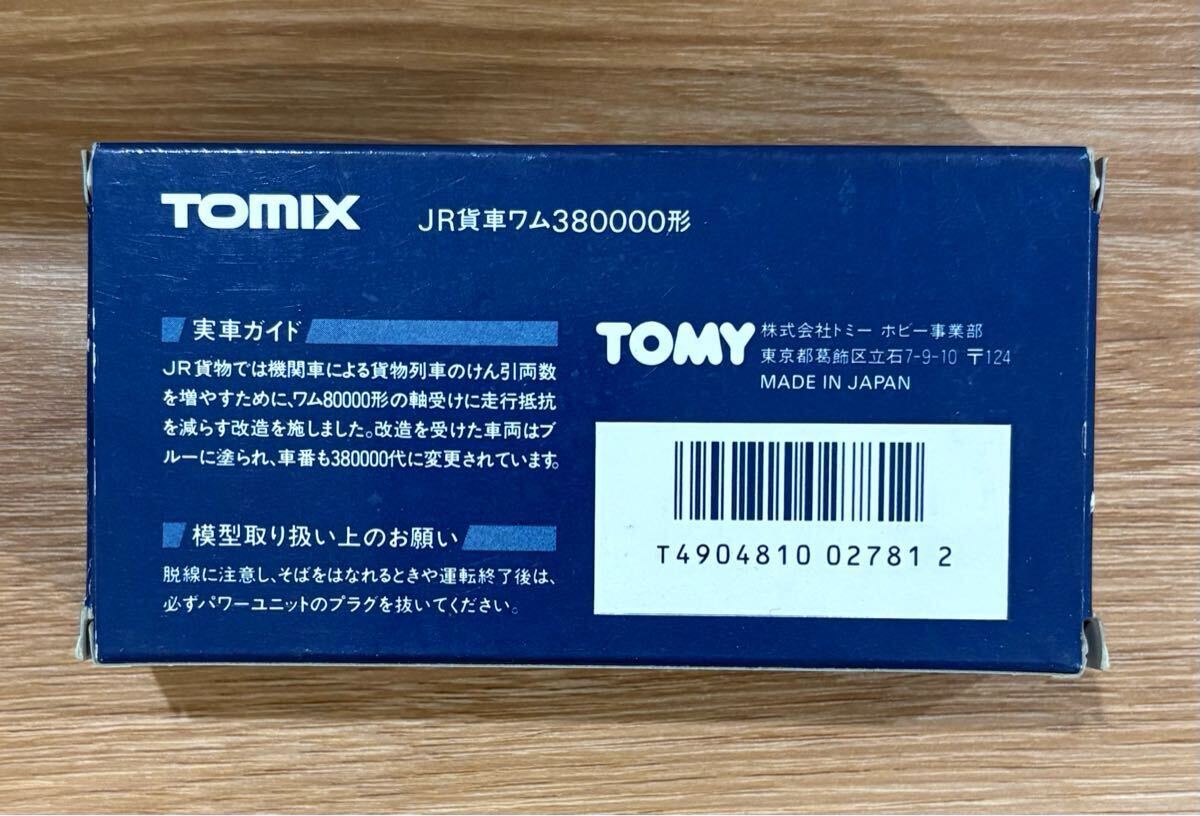 TOMIX
JR貨車ワム380000形
実車ガイド
JR貨物では機関車による貨物列車のけん引両数
を増やすために、ワム80000形の軸受けに走行抵抗
を減らす改造を施しました。改造を受けた車両はブ
ルーに塗られ、車番も380000代に変更されています。
模型取り扱い上のお願い
脱線に注意し、そばをはなれるときや運転終了後は、
必ずパワーユニットのプラグを抜いてください。
TOMY
株式会社トミー ホビー事業部
東京都葛飾区立石7-9-10 〒124
MADE IN JAPAN
T4904810 02781 2